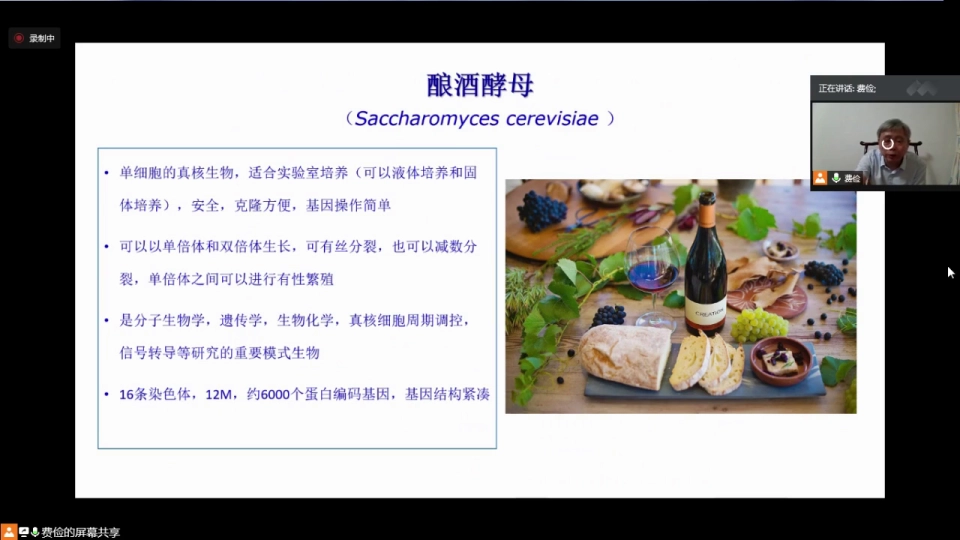 录制中
酿酒酵母
（Saccharomyces cerevisiae ）
正在讲话: 费俭;
费俭
• 单细胞的真核生物，适合实验室培养（可以液体培养和固
体培养），安全，克隆方便，基因操作简单
• 可以以单倍体和双倍体生长，可有丝分裂，也可以减数分
裂，单倍体之间可以进行有性繁殖
• 是分子生物学，遗传学，生物化学，真核细胞周期调控，
信号转导等研究的重要模式生物
• 16条染色体，12M，约6000个蛋白编码基因，基因结构紧凑
CREATION
费俭的屏幕共享